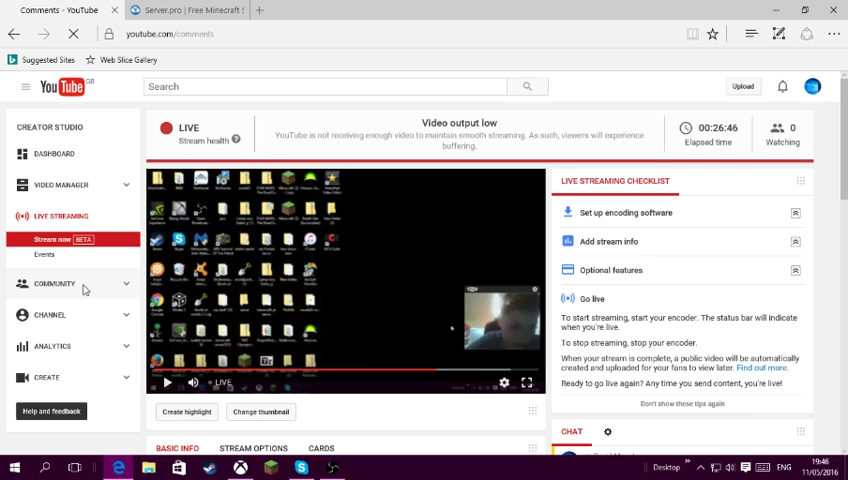 Comments - YouTube
Server.pro | Free Minecraft S
youtube.com/comments
Suggested Sites
Web Slice Gallery
YouTube GB
Search
Upload
CREATOR STUDIO
DASHBOARD
VIDEO MANAGER
LIVE STREAMING
Stream now BETA
Events
COMMUNITY
CHANNEL
ANALYTICS
CREATE
Help and feedback
LIVE
Stream health ?
Video output low
YouTube is not receiving enough video to maintain smooth streaming. As such, viewers will experience
buffering.
00:26:46
Elapsed time
0
Watching
LIVE
Create highlight
Change thumbnail
BASIC INFO
STREAM OPTIONS
CARDS
LIVE STREAMING CHECKLIST
Set up encoding software
Add stream info
Optional features
Go live
To start streaming, start your encoder. The status bar will indicate
when you're live.
To stop streaming, stop your encoder.
When your stream is complete, a public video will be automatically
created and uploaded for your fans to view later. Find out more.
Ready to go live again? Any time you send content, you're live!
Don't show these tips again
CHAT
Desktop
ENG
19:46
11/05/2016